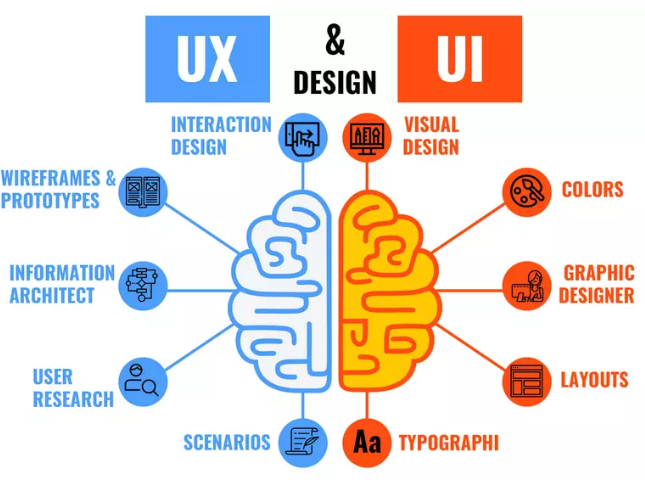 UX
&
DESIGN
UI
INTERACTION
DESIGN
VISUAL
DESIGN
WIREFRAMES &
PROTOTYPES
COLORS
INFORMATION
ARCHITECT
GRAPHIC
DESIGNER
USER
RESEARCH
LAYOUTS
SCENARIOS
Aa
TYPOGRAPHI